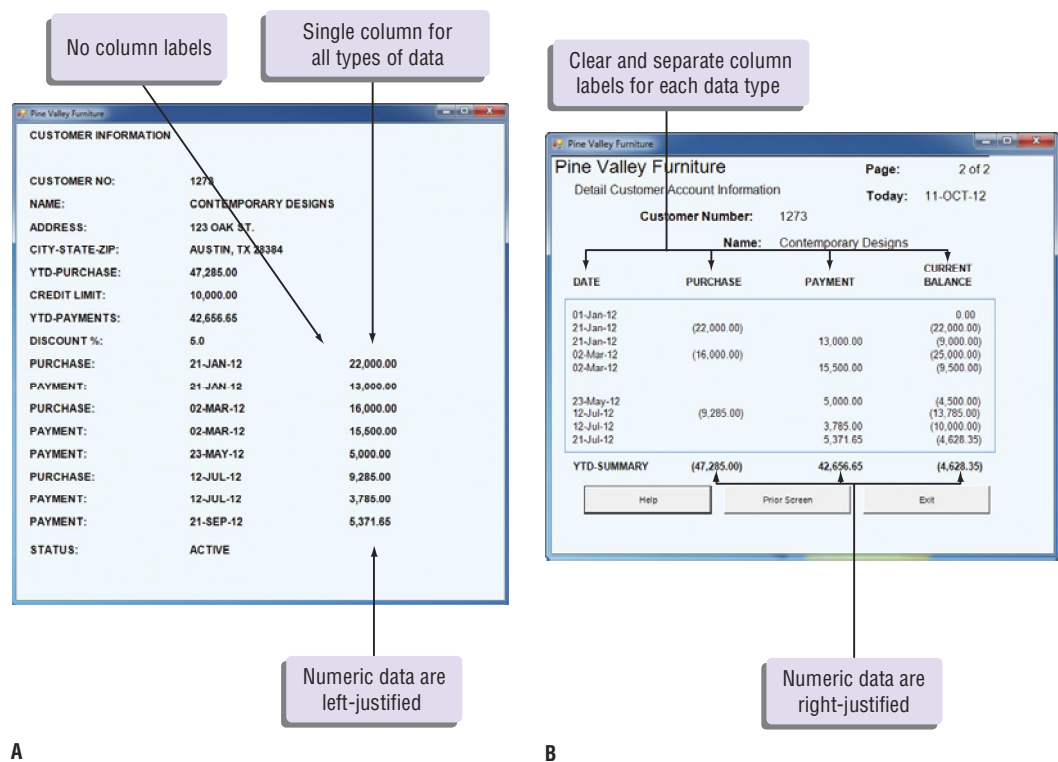 No column labels
Single column for
all types of data
Pine Valley Furniture
CUSTOMER INFORMATION
CUSTOMER NO: 1273
NAME: CONTEMPORARY DESIGNS
ADDRESS: 123 OAK ST.
CITY-STATE-ZIP: AUSTIN, TX 28384
YTD-PURCHASE: 47,285.00
CREDIT LIMIT: 10,000.00
YTD-PAYMENTS: 42,656.65
DISCOUNT %: 5.0
PURCHASE: 21-JAN-12 22,000.00
PAYMENT: 21-JAN-12 13,000.00
PURCHASE: 02-MAR-12 16,000.00
PAYMENT: 02-MAR-12 15,500.00
PAYMENT: 23-MAY-12 5,000.00
PURCHASE: 12-JUL-12 9,285.00
PAYMENT: 12-JUL-12 3,785.00
PAYMENT: 21-SEP-12 5,371.65
STATUS: ACTIVE
Numeric data are
left-justified
A
Clear and separate column
labels for each data type
Pine Valley Furniture
Pine Valley Furniture Page: 2 of 2
Detail Customer Account Information Today: 11-OCT-12
Customer Number: 1273
Name: Contemporary Designs
DATE PURCHASE PAYMENT CURRENT
BALANCE
01-Jan-12 0.00
21-Jan-12 (22,000.00) (22,000.00)
21-Jan-12 13,000.00 (9,000.00)
02-Mar-12 (16,000.00) (25,000.00)
02-Mar-12 15,500.00 (9,500.00)
23-May-12 5,000.00 (4,500.00)
12-Jul-12 (9,285.00) (13,785.00)
12-Jul-12 3,785.00 (10,000.00)
21-Jul-12 5,371.65 (4,628.35)
YTD-SUMMARY (47,285.00) 42,656.65 (4,628.35)
Help Prior Screen Exit
Numeric data are
right-justified
B